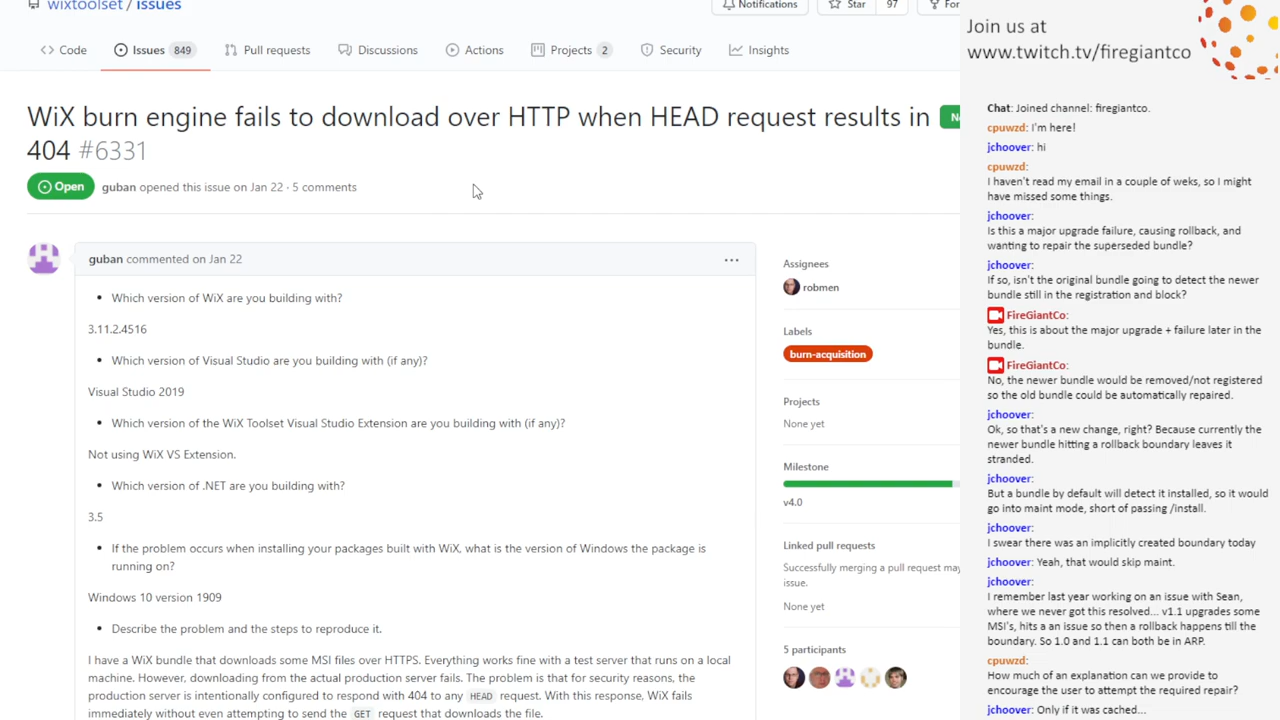 wixtoolset / issues
Notifications
Star 97
Code
Issues 849
Pull requests
Discussions
Actions
Projects 2
Security
Insights
WiX burn engine fails to download over HTTP when HEAD request results in
404 #6331
Open
guban opened this issue on Jan 22 · 5 comments
guban commented on Jan 22
• Which version of WiX are you building with?
3.11.2.4516
• Which version of Visual Studio are you building with (if any)?
Visual Studio 2019
• Which version of the WiX Toolset Visual Studio Extension are you building with (if any)?
Not using WiX VS Extension.
• Which version of .NET are you building with?
3.5
• If the problem occurs when installing your packages built with WiX, what is the version of Windows the package is
running on?
Windows 10 version 1909
• Describe the problem and the steps to reproduce it.
I have a WiX bundle that downloads some MSI files over HTTPS. Everything works fine with a test server that runs on a local
machine. However, downloading from the actual production server fails. The problem is that for security reasons, the
production server is intentionally configured to respond with 404 to any HEAD request. With this response, WiX fails
immediately without even attempting to send the GET request that downloads the file.
Assignees
robmen
Labels
burn-acquisition
Projects
None yet
Milestone
v4.0
Linked pull requests
Successfully merging a pull request may
issue.
None yet
5 participants
Join us at
www.twitch.tv/firegiantco
Chat: Joined channel: firegiantco.
cpuwzd: I'm here!
jchoover: hi
cpuwzd:
I haven't read my email in a couple of weks, so I might
have missed some things.
jchoover:
Is this a major upgrade failure, causing rollback, and
wanting to repair the superseded bundle?
jchoover:
If so, isn't the original bundle going to detect the newer
bundle still in the registration and block?
FireGiantCo:
Yes, this is about the major upgrade + failure later in the
bundle.
FireGiantCo:
No, the newer bundle would be removed/not registered
so the old bundle could be automatically repaired.
jchoover:
Ok, so that's a new change, right? Because currently the
newer bundle hitting a rollback boundary leaves it
stranded.
jchoover:
But a bundle by default will detect it installed, so it would
go into maint mode, short of passing /install.
jchoover:
I swear there was an implicitly created boundary today
jchoover: Yeah, that would skip maint.
jchoover:
I remember last year working on an issue with Sean,
where we never got this resolved... v1.1 upgrades some
MSI's, hits a an issue so then a rollback happens till the
boundary. So 1.0 and 1.1 can both be in ARP.
cpuwzd:
How much of an explanation can we provide to
encourage the user to attempt the required repair?
jchoover: Only if it was cached...